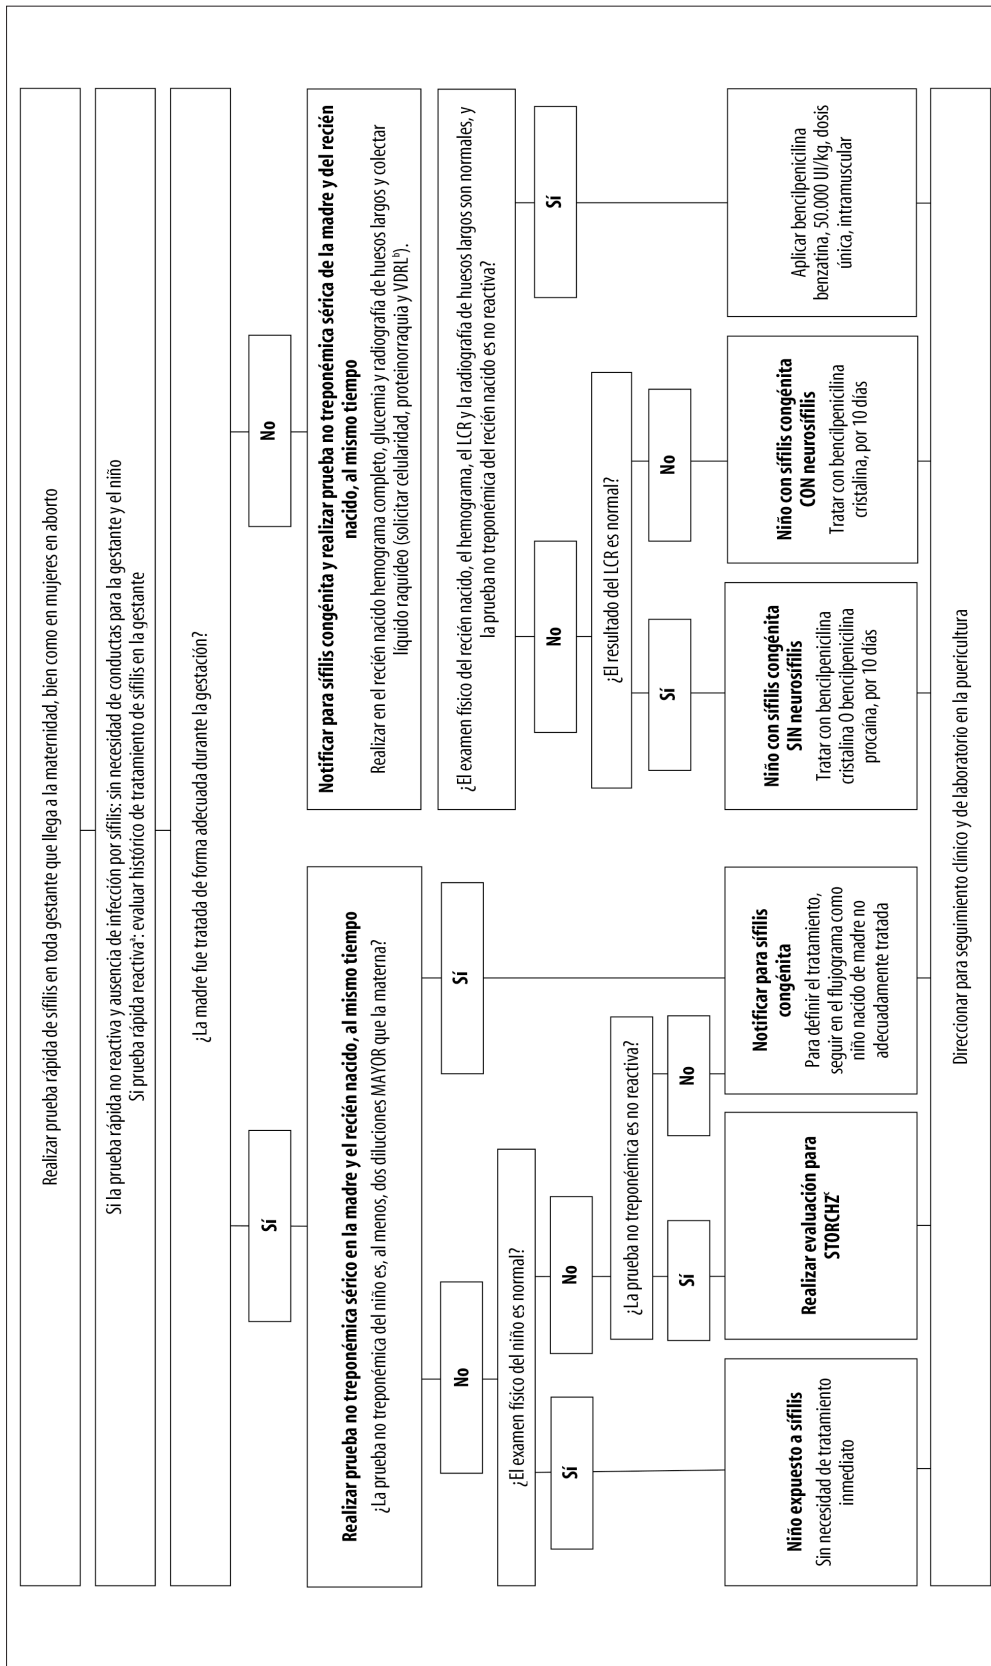 Realizar prueba rápida de sífilis en toda gestante que llega a la maternidad, bien como en mujeres en aborto
Si la prueba rápida no reactiva y ausencia de infección por sífilis: sin necesidad de conductas para la gestante y el niño
Si prueba rápida reactivaª: evaluar histórico de tratamiento de sífilis en la gestante
¿La madre fue tratada de forma adecuada durante la gestación?
Sí
Realizar prueba no treponémica sérico en la madre y el recién nacido, al mismo tiempo
¿La prueba no treponémica del niño es, al menos, dos diluciones MAYOR que la materna?
No
¿El examen físico del niño es normal?
Sí
Niño expuesto a sífilis
Sin necesidad de tratamiento
inmediato
No
¿La prueba no treponémica es no reactiva?
Sí
Realizar evaluación para
STORCHZᶜ
No
Sí
Notificar para sífilis
congénita
Para definir el tratamiento,
seguir en el flujograma como
niño nacido de madre no
adecuadamente tratada
No
Notificar para sífilis congénita y realizar prueba no treponémica sérica de la madre y del recién
nacido, al mismo tiempo
Realizar en el recién nacido hemograma completo, glucemia y radiografía de huesos largos y colectar
líquido raquídeo (solicitar celularidad, proteinorraquia y VDRLᵇ).
¿El examen físico del recién nacido, el hemograma, el LCR y la radiografía de huesos largos son normales, y
la prueba no treponémica del recién nacido es no reactiva?
No
¿El resultado del LCR es normal?
Sí
Niño con sífilis congénita
SIN neurosífilis
Tratar con bencilpenicilina
cristalina O bencilpenicilina
procaína, por 10 días
No
Niño con sífilis congénita
CON neurosífilis
Tratar con bencilpenicilina
cristalina, por 10 días
Sí
Aplicar bencilpenicilina
benzatina, 50.000 UI/kg, dosis
única, intramuscular
Direccionar para seguimiento clínico y de laboratorio en la puericultura